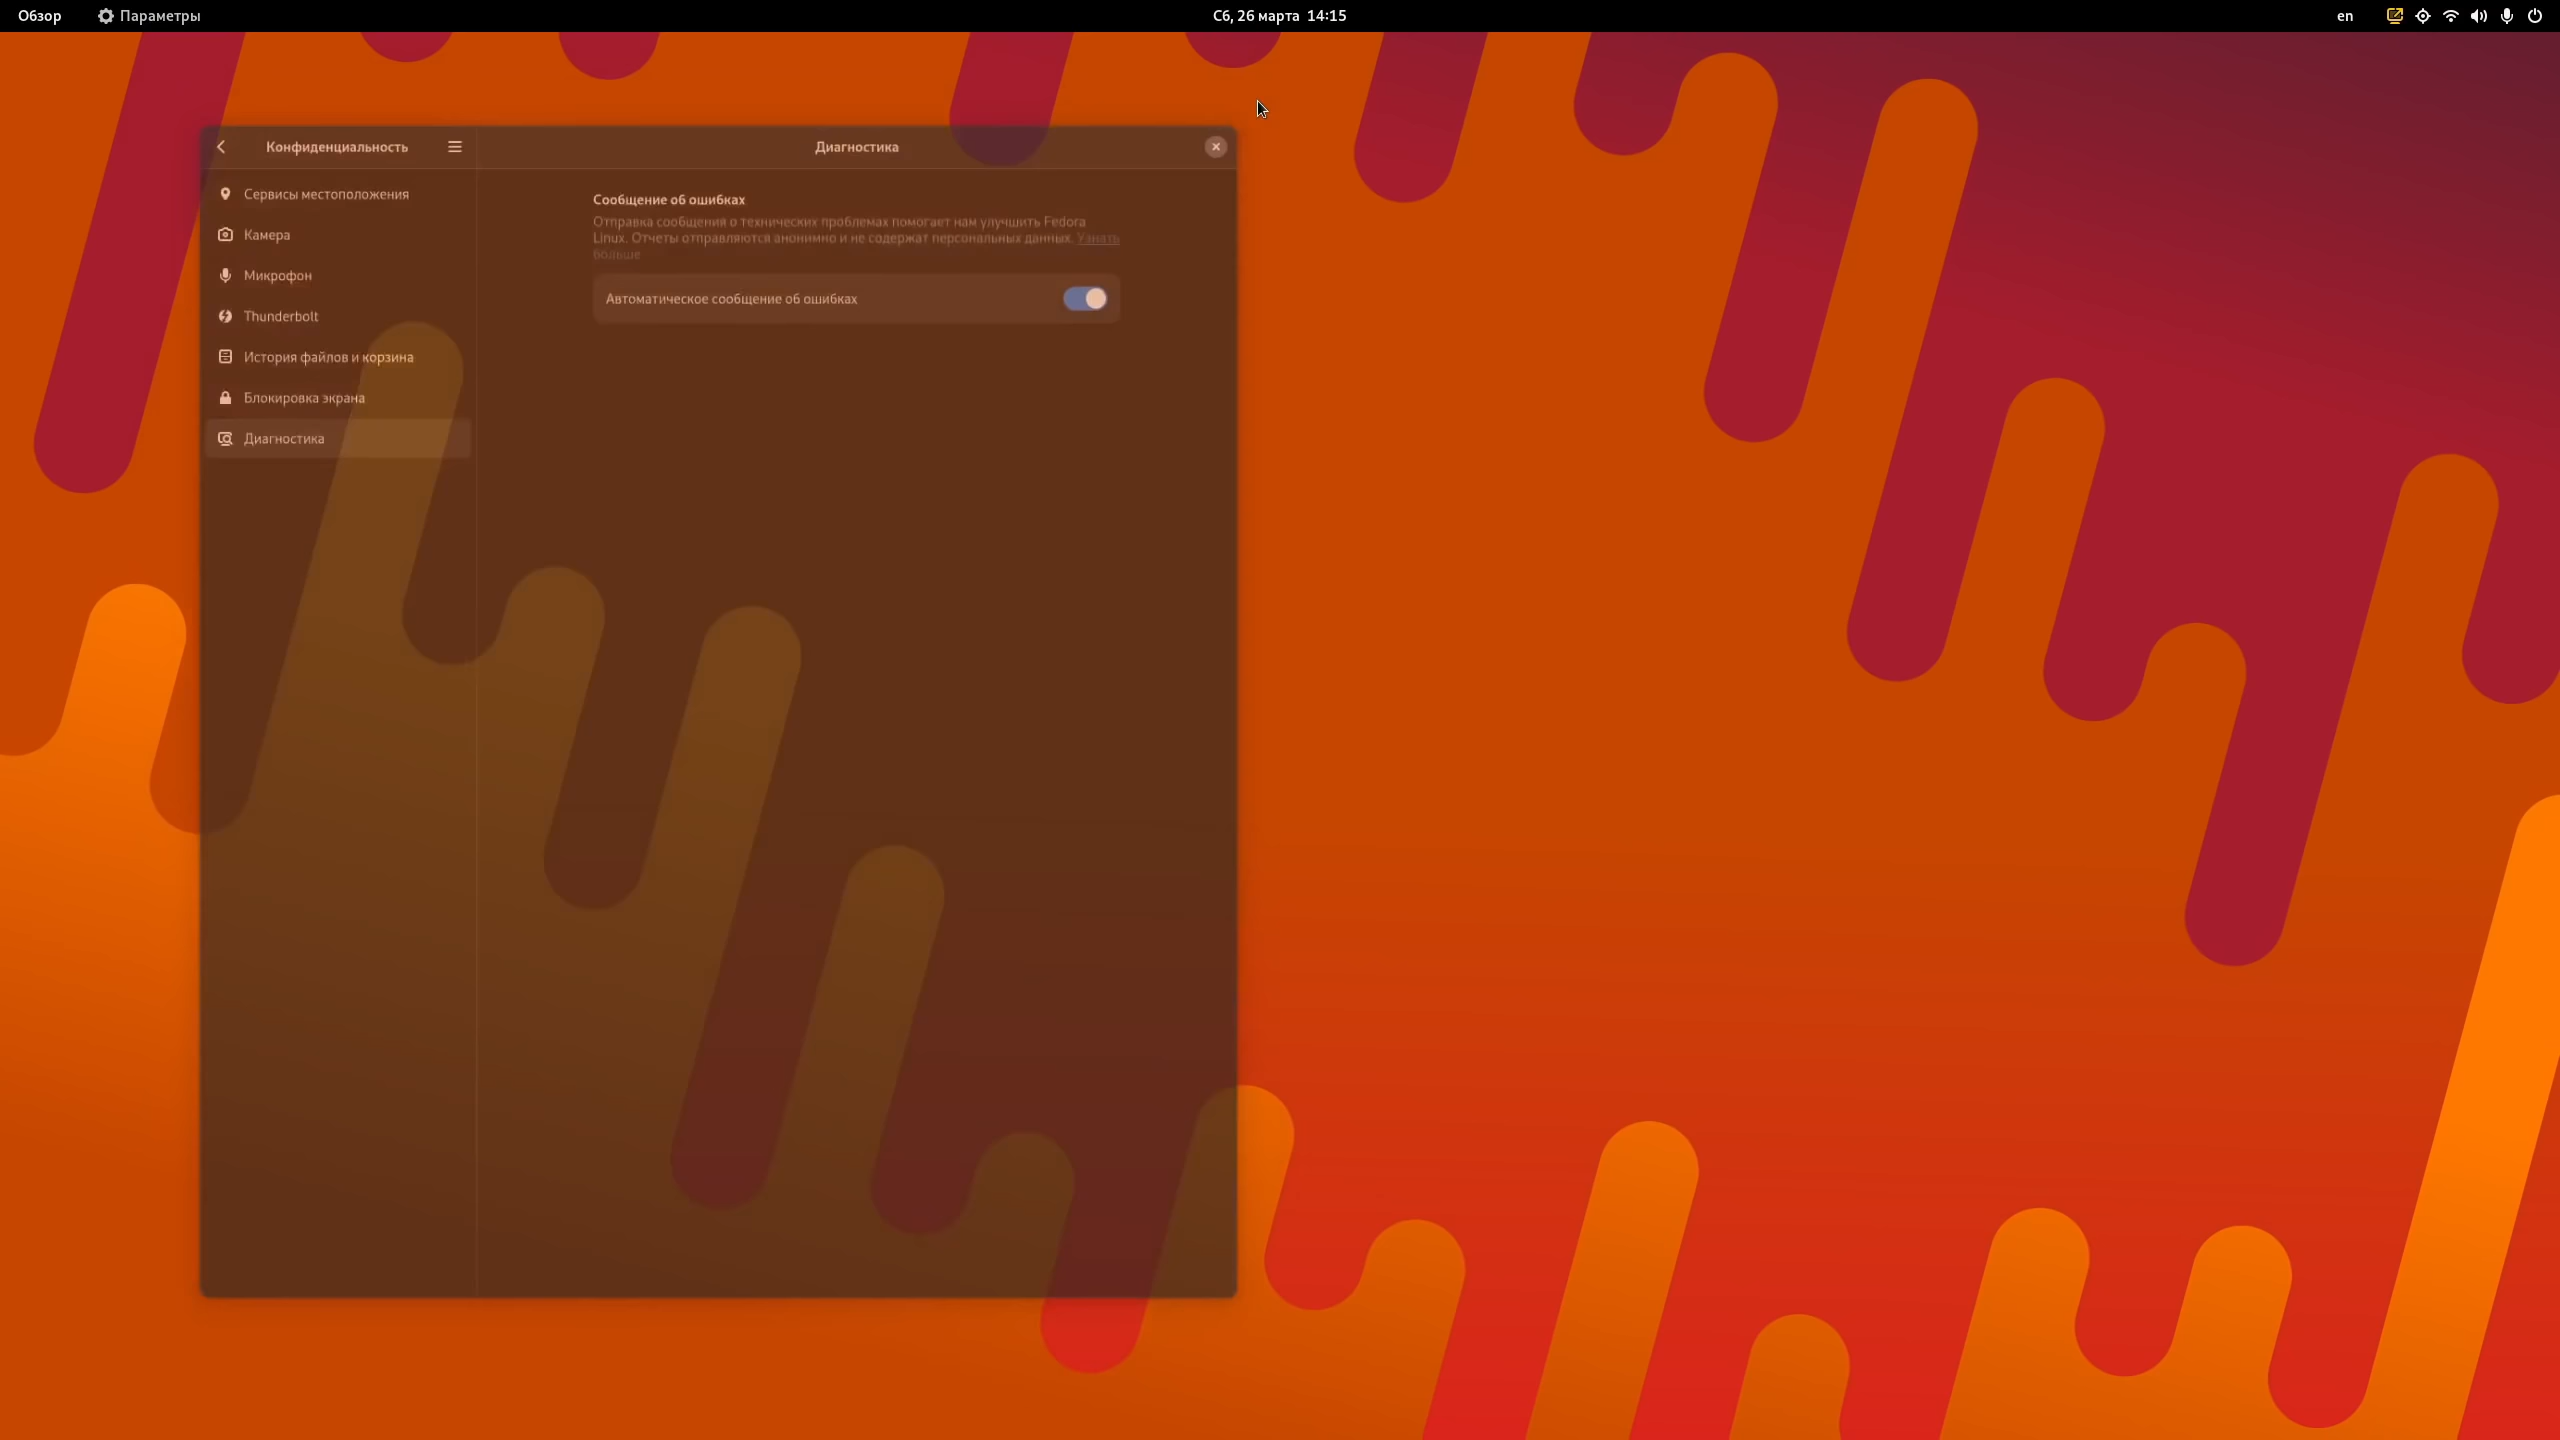 Обзор
Параметры
Сб, 26 марта 14:15
en
Конфиденциальность
Диагностика
Сервисы местоположения
Камера
Микрофон
Thunderbolt
История файлов и корзина
Блокировка экрана
Диагностика
Сообщение об ошибках
Отправка сообщения о технических проблемах помогает нам улучшить Fedora
Linux. Отчеты отправляются анонимно и не содержат персональных данных. Узнать
больше
Автоматическое сообщение об ошибках